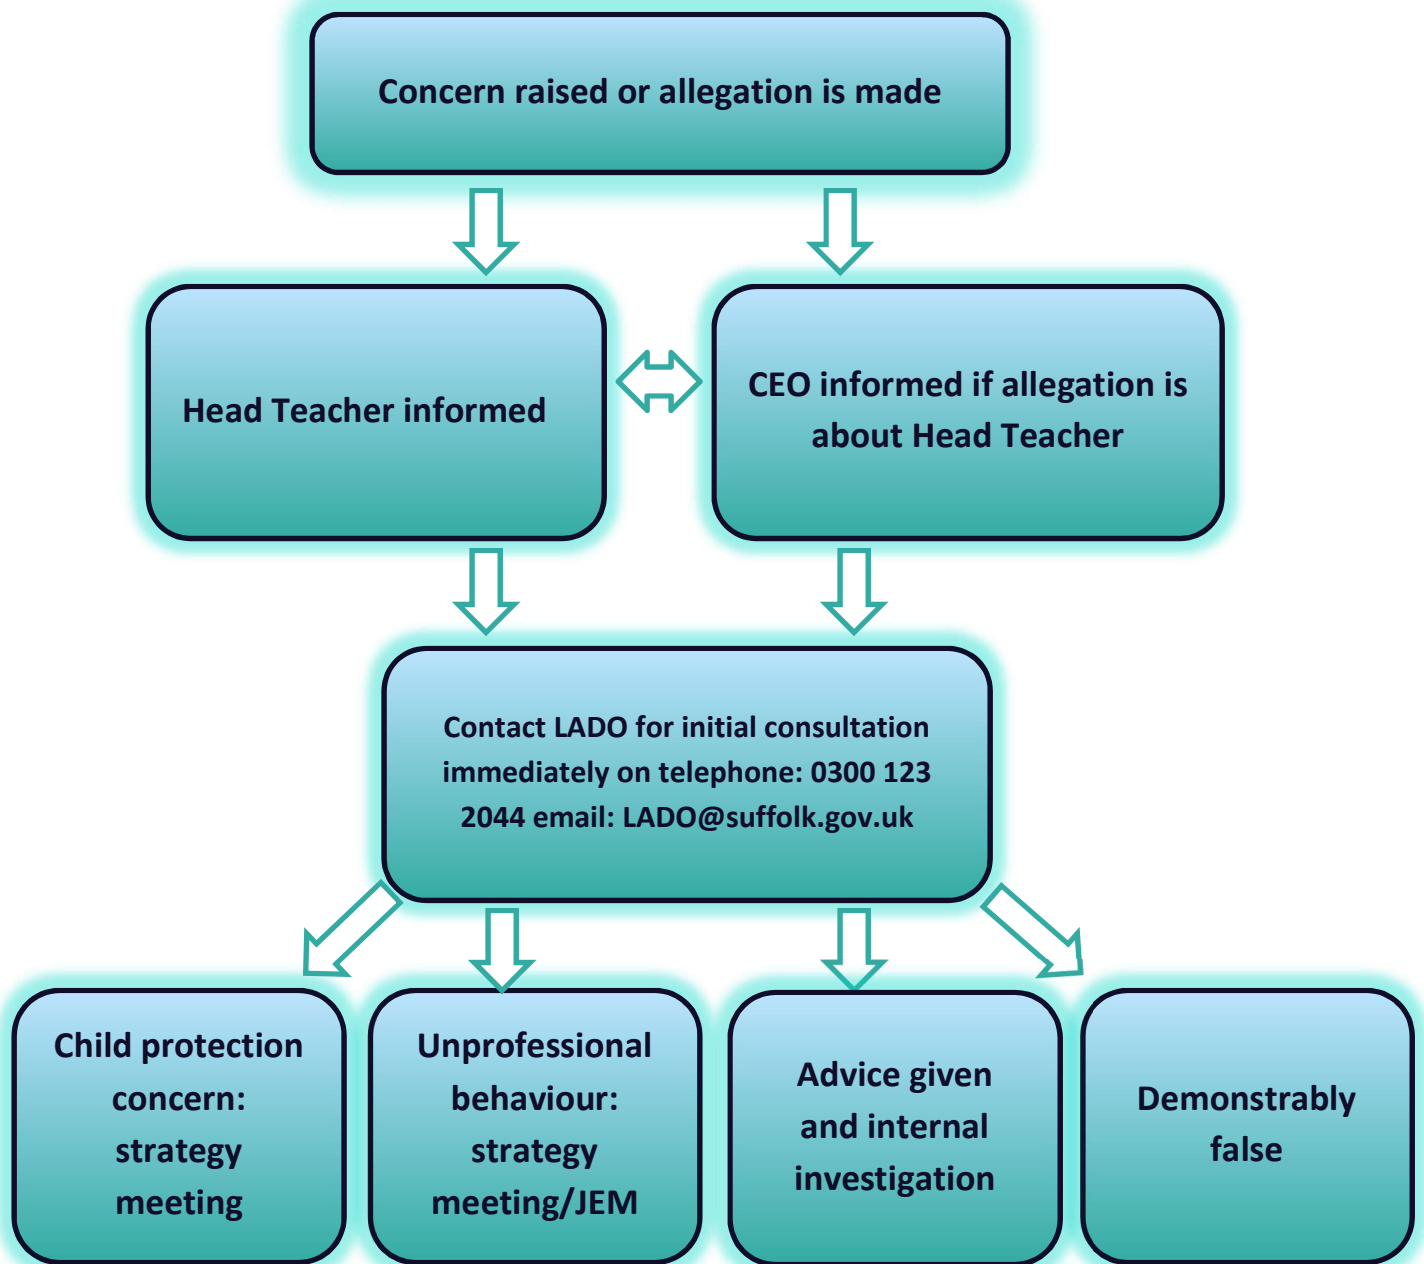 Concern raised or allegation is made
Head Teacher informed
CEO informed if allegation is
about Head Teacher
Contact LADO for initial consultation
immediately on telephone: 0300 123
2044 email: LADO@suffolk.gov.uk
Child protection
concern:
strategy
meeting
Unprofessional
behaviour:
strategy
meeting/JEM
Advice given
and internal
investigation
Demonstrably
false